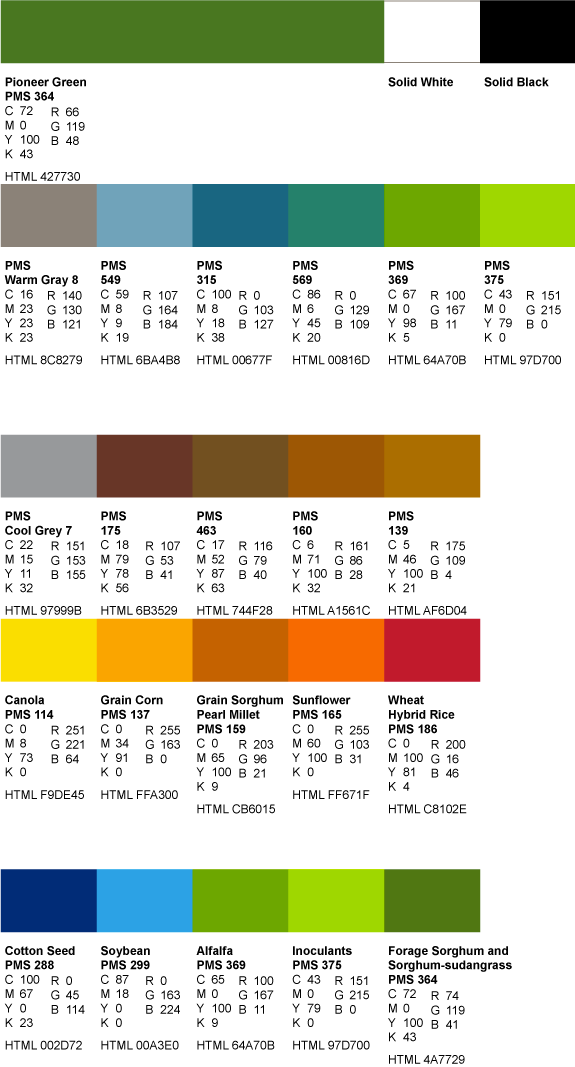 Pioneer Green
PMS 364
C 72 R 66
M 0 G 119
Y 100 B 48
K 43
HTML 427730
Solid White
Solid Black
PMS
Warm Gray 8
C 16 R 140
M 23 G 130
Y 23 B 121
K 23
HTML 8C8279
PMS
549
C 59 R 107
M 8 G 164
Y 9 B 184
K 19
HTML 6BA4B8
PMS
315
C 100 R 0
M 8 G 103
Y 18 B 127
K 38
HTML 00677F
PMS
569
C 86 R 0
M 6 G 129
Y 45 B 109
K 20
HTML 00816D
PMS
369
C 67 R 100
M 0 G 167
Y 98 B 11
K 5
HTML 64A70B
PMS
375
C 43 R 151
M 0 G 215
Y 79 B 0
K 0
HTML 97D700
PMS
Cool Grey 7
C 22 R 151
M 15 G 153
Y 11 B 155
K 32
HTML 97999B
PMS
175
C 18 R 107
M 79 G 53
Y 78 B 41
K 56
HTML 6B3529
PMS
463
C 17 R 116
M 52 G 79
Y 87 B 40
K 63
HTML 744F28
PMS
160
C 6 R 161
M 71 G 86
Y 100 B 28
K 32
HTML A1561C
PMS
139
C 5 R 175
M 46 G 109
Y 100 B 4
K 21
HTML AF6D04
Canola
PMS 114
C 0 R 251
M 8 G 221
Y 73 B 64
K 0
HTML F9DE45
Grain Corn
PMS 137
C 0 R 255
M 34 G 163
Y 91 B 0
K 0
HTML FFA300
Grain Sorghum
Pearl Millet
PMS 159
C 0 R 203
M 65 G 96
Y 100 B 21
K 9
HTML CB6015
Sunflower
PMS 165
C 0 R 255
M 60 G 103
Y 100 B 31
K 0
HTML FF671F
Wheat
Hybrid Rice
PMS 186
C 0 R 200
M 100 G 16
Y 81 B 46
K 4
HTML C8102E
Cotton Seed
PMS 288
C 100 R 0
M 67 G 45
Y 0 B 114
K 23
HTML 002D72
Soybean
PMS 299
C 87 R 0
M 18 G 163
Y 0 B 224
K 0
HTML 00A3E0
Alfalfa
PMS 369
C 65 R 100
M 0 G 167
Y 100 B 11
K 9
HTML 64A70B
Inoculants
PMS 375
C 43 R 151
M 0 G 215
Y 79 B 0
K 0
HTML 97D700
Forage Sorghum and
Sorghum-sudangrass
PMS 364
C 72 R 74
M 0 G 119
Y 100 B 41
K 43
HTML 4A7729